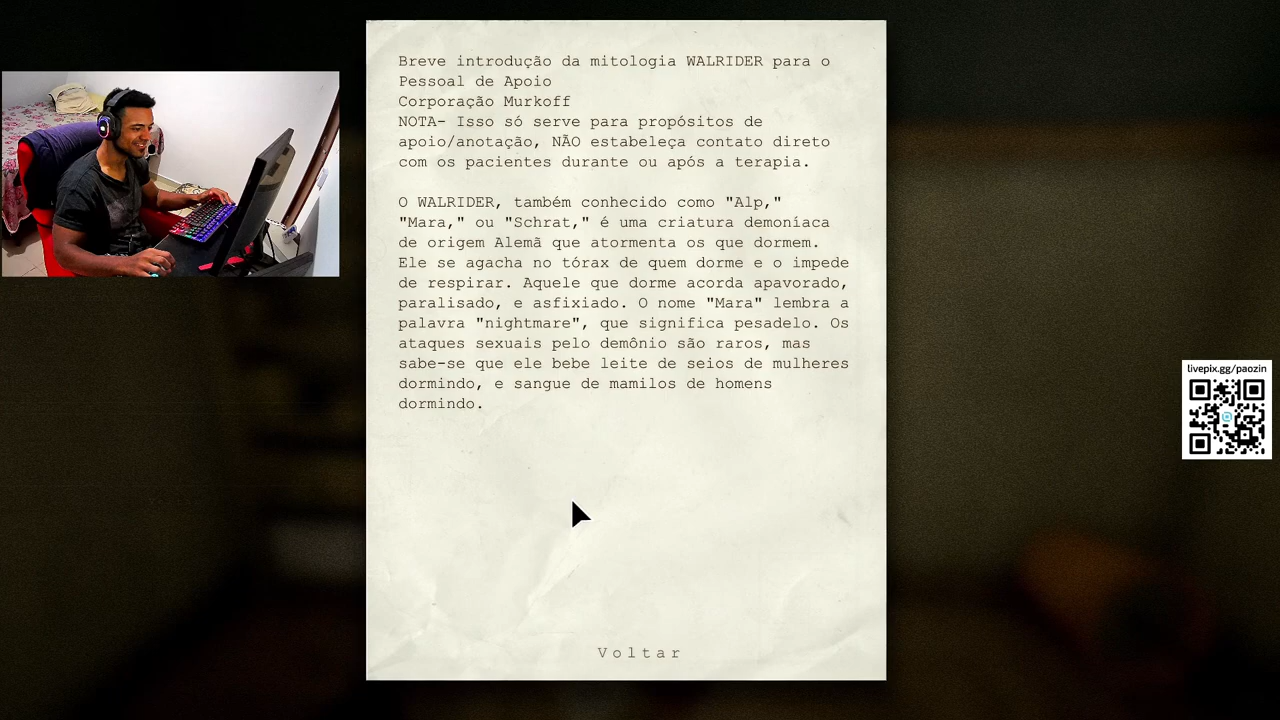 Breve introdução da mitologia WALRIDER para o
Pessoal de Apoio
Corporação Murkoff
NOTA- Isso só serve para propósitos de
apoio/anotação, NÃO estabeleça contato direto
com os pacientes durante ou após a terapia.
O WALRIDER, também conhecido como "Alp,"
"Mara," ou "Schrat," é uma criatura demoníaca
de origem Alemã que atormenta os que dormem.
Ele se agacha no tórax de quem dorme e o impede
de respirar. Aquele que dorme acorda apavorado,
paralisado, e asfixiado. O nome "Mara" lembra a
palavra "nightmare", que significa pesadelo. Os
ataques sexuais pelo demônio são raros, mas
sabe-se que ele bebe leite de seios de mulheres
dormindo, e sangue de mamilos de homens
dormindo.
Voltar
livepix.gg/paozin